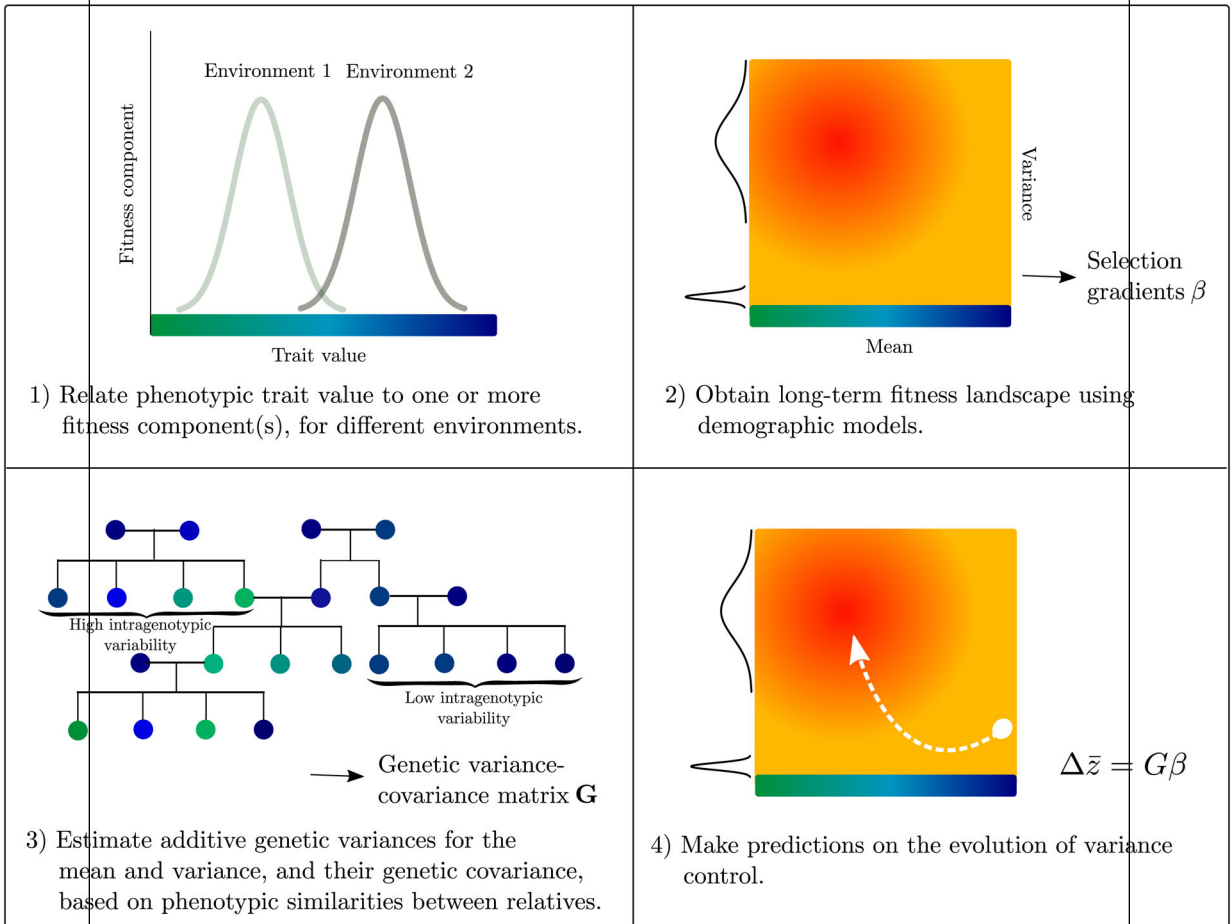 Environment 1 Environment 2
Fitness component
Trait value
1) Relate phenotypic trait value to one or more
fitness component(s), for different environments.
Variance
Selection
gradients β
Mean
2) Obtain long-term fitness landscape using
demographic models.
High intragenotypic
variability
Low intragenotypic
variability
Genetic variance-
covariance matrix G
3) Estimate additive genetic variances for the
mean and variance, and their genetic covariance,
based on phenotypic similarities between relatives.
Δz̄ = Gβ
4) Make predictions on the evolution of variance
control.